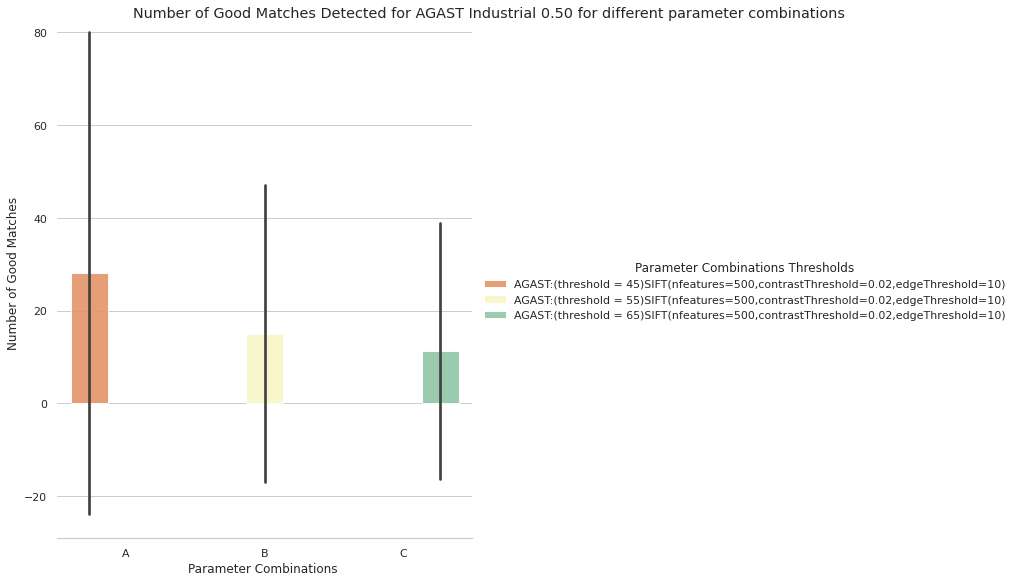 Number of Good Matches Detected for AGAST Industrial 0.50 for different parameter combinations
80
60
40
20
0
−20
Number of Good Matches
A B C
Parameter Combinations
Parameter Combinations Thresholds
AGAST:(threshold = 45)SIFT(nfeatures=500,contrastThreshold=0.02,edgeThreshold=10)
AGAST:(threshold = 55)SIFT(nfeatures=500,contrastThreshold=0.02,edgeThreshold=10)
AGAST:(threshold = 65)SIFT(nfeatures=500,contrastThreshold=0.02,edgeThreshold=10)